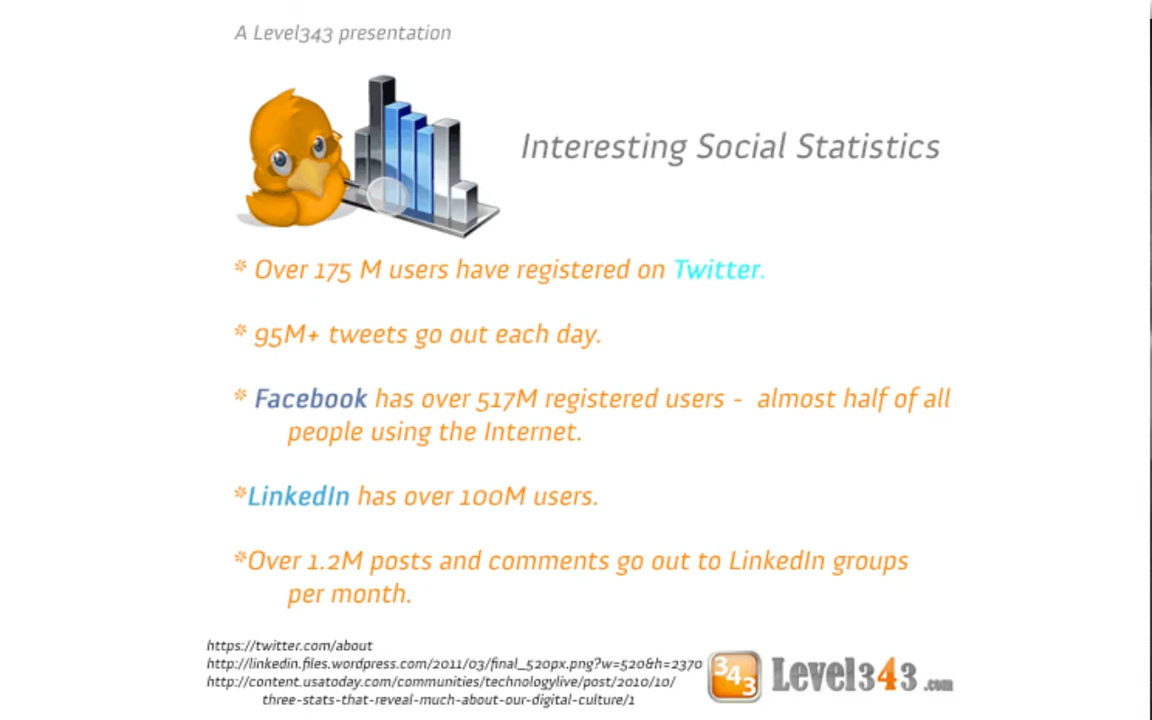 A Level343 presentation
Interesting Social Statistics
* Over 175 M users have registered on Twitter.
* 95M+ tweets go out each day.
* Facebook has over 517M registered users - almost half of all
people using the Internet.
*LinkedIn has over 100M users.
*Over 1.2M posts and comments go out to LinkedIn groups
per month.
https://twitter.com/about
http://linkedin.files.wordpress.com/2011/03/final_520px.png?w=520&h=2370
http://content.usatoday.com/communities/technologylive/post/2010/10/
three-stats-that-reveal-much-about-our-digital-culture/1
343 Level343.com